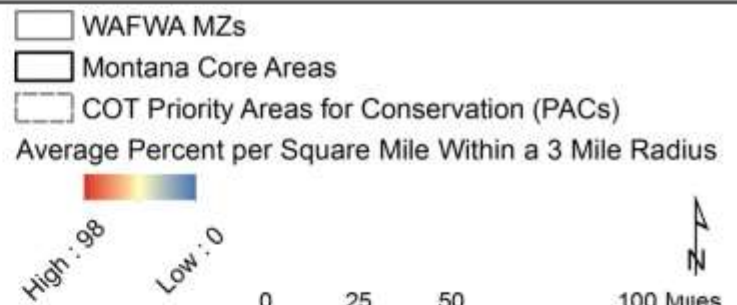 WAFWA MZs
Montana Core Areas
COT Priority Areas for Conservation (PACs)
Average Percent per Square Mile Within a 3 Mile Radius
High : 98
Low : 0
N
0 25 50 100 Miles